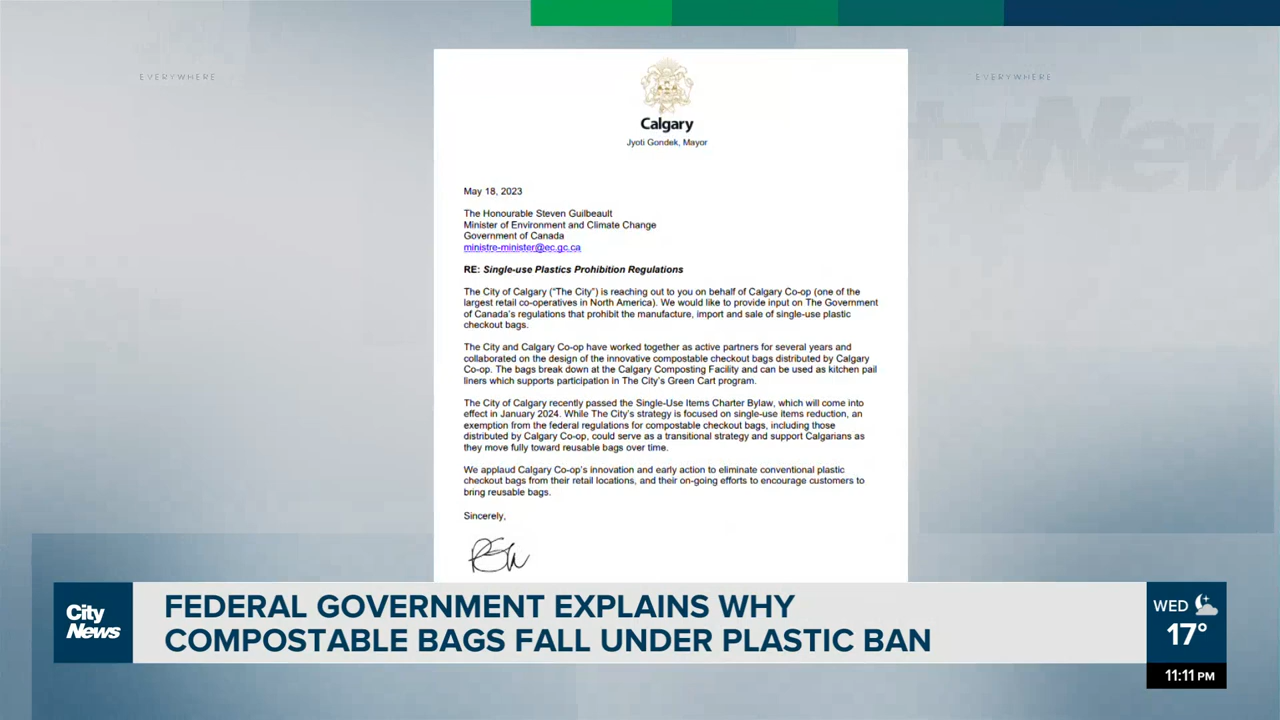 EVERYWHERE
EVERYWHERE
ityNew
Calgary
Jyoti Gondek, Mayor
May 18, 2023
The Honourable Steven Guilbeault
Minister of Environment and Climate Change
Government of Canada
ministre-minister@ec.gc.ca
RE: Single-use Plastics Prohibition Regulations
The City of Calgary (“The City”) is reaching out to you on behalf of Calgary Co-op (one of the
largest retail co-operatives in North America). We would like to provide input on The Government
of Canada's regulations that prohibit the manufacture, import and sale of single-use plastic
checkout bags.
The City and Calgary Co-op have worked together as active partners for several years and
collaborated on the design of the innovative compostable checkout bags distributed by Calgary
Co-op. The bags break down at the Calgary Composting Facility and can be used as kitchen pail
liners which supports participation in The City's Green Cart program.
The City of Calgary recently passed the Single-Use Items Charter Bylaw, which will come into
effect in January 2024. While The City's strategy is focused on single-use items reduction, an
exemption from the federal regulations for compostable checkout bags, including those
distributed by Calgary Co-op, could serve as a transitional strategy and support Calgarians as
they move fully toward reusable bags over time.
We applaud Calgary Co-op's innovation and early action to eliminate conventional plastic
checkout bags from their retail locations, and their on-going efforts to encourage customers to
bring reusable bags.
Sincerely,
City
News
FEDERAL GOVERNMENT EXPLAINS WHY
COMPOSTABLE BAGS FALL UNDER PLASTIC BAN
WED
17°
11:11 PM